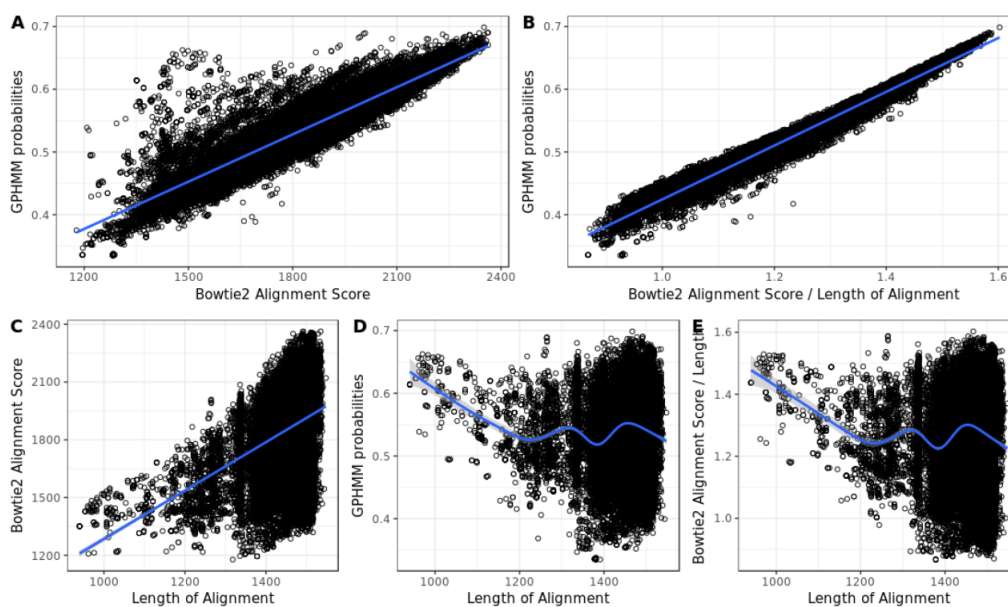 A
GPHMM probabilities
0.7
0.6
0.5
0.4
1200 1500 1800 2100 2400
Bowtie2 Alignment Score
B
GPHMM probabilities
0.7
0.6
0.5
0.4
1.0 1.2 1.4 1.6
Bowtie2 Alignment Score / Length of Alignment
C
Bowtie2 Alignment Score
2400
2100
1800
1500
1200
1000 1200 1400
Length of Alignment
D
GPHMM probabilities
0.7
0.6
0.5
0.4
1000 1200 1400
Length of Alignment
E
Bowtie2 Alignment Score / Length
1.6
1.4
1.2
1.0
1000 1200 1400
Length of Alignment